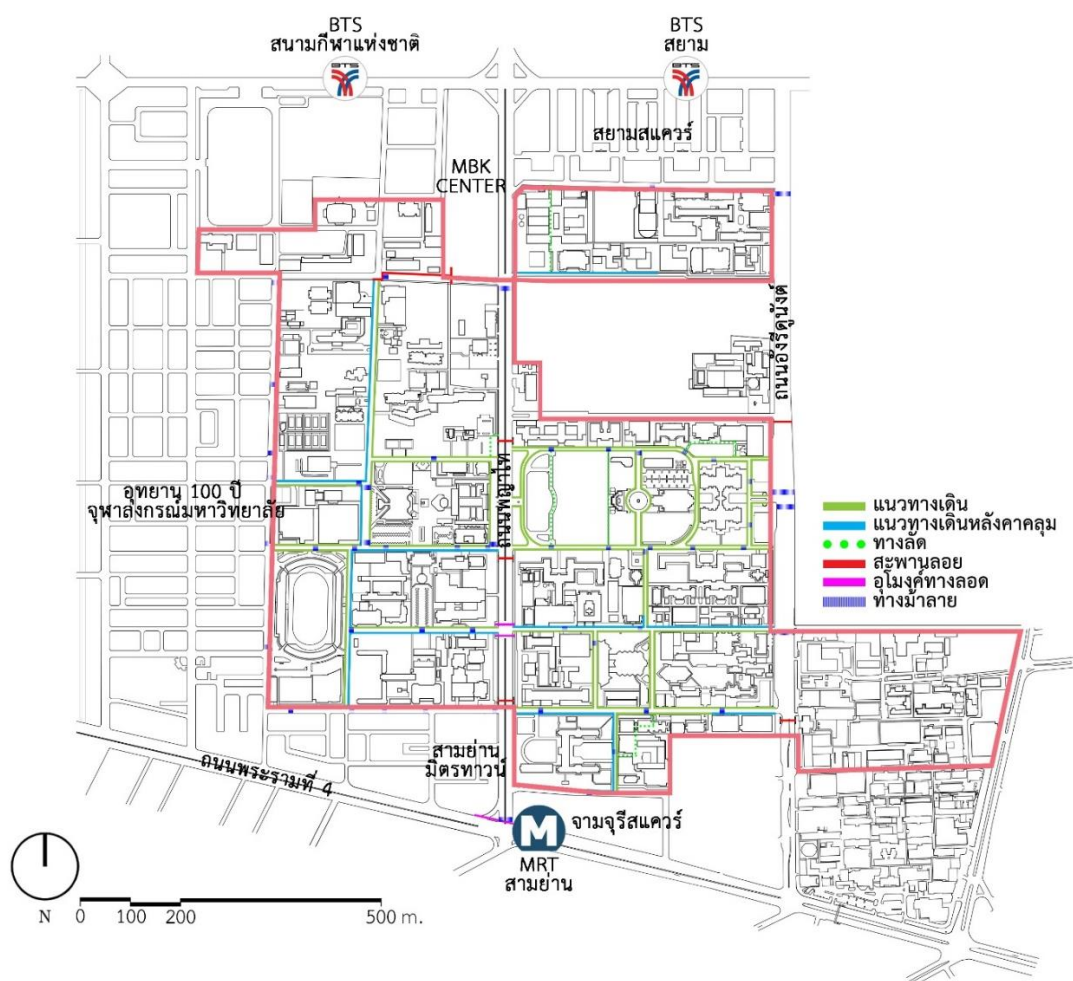 BTS
สนามกีฬาแห่งชาติ
BTS
สยาม
สยามสแควร์
MBK
CENTER
ถนนอังรีดูนังต์
ถนนพญาไท
อุทยาน 100 ปี
จุฬาลงกรณ์มหาวิทยาลัย
แนวทางเดิน
แนวทางเดินหลังคาคลุม
ทางลัด
สะพานลอย
อุโมงค์ทางลอด
ทางม้าลาย
สามย่าน
มิตรทาวน์
ถนนพระรามที่ 4
จามจุรีสแควร์
M
MRT
สามย่าน
N
0 100 200 500 m.